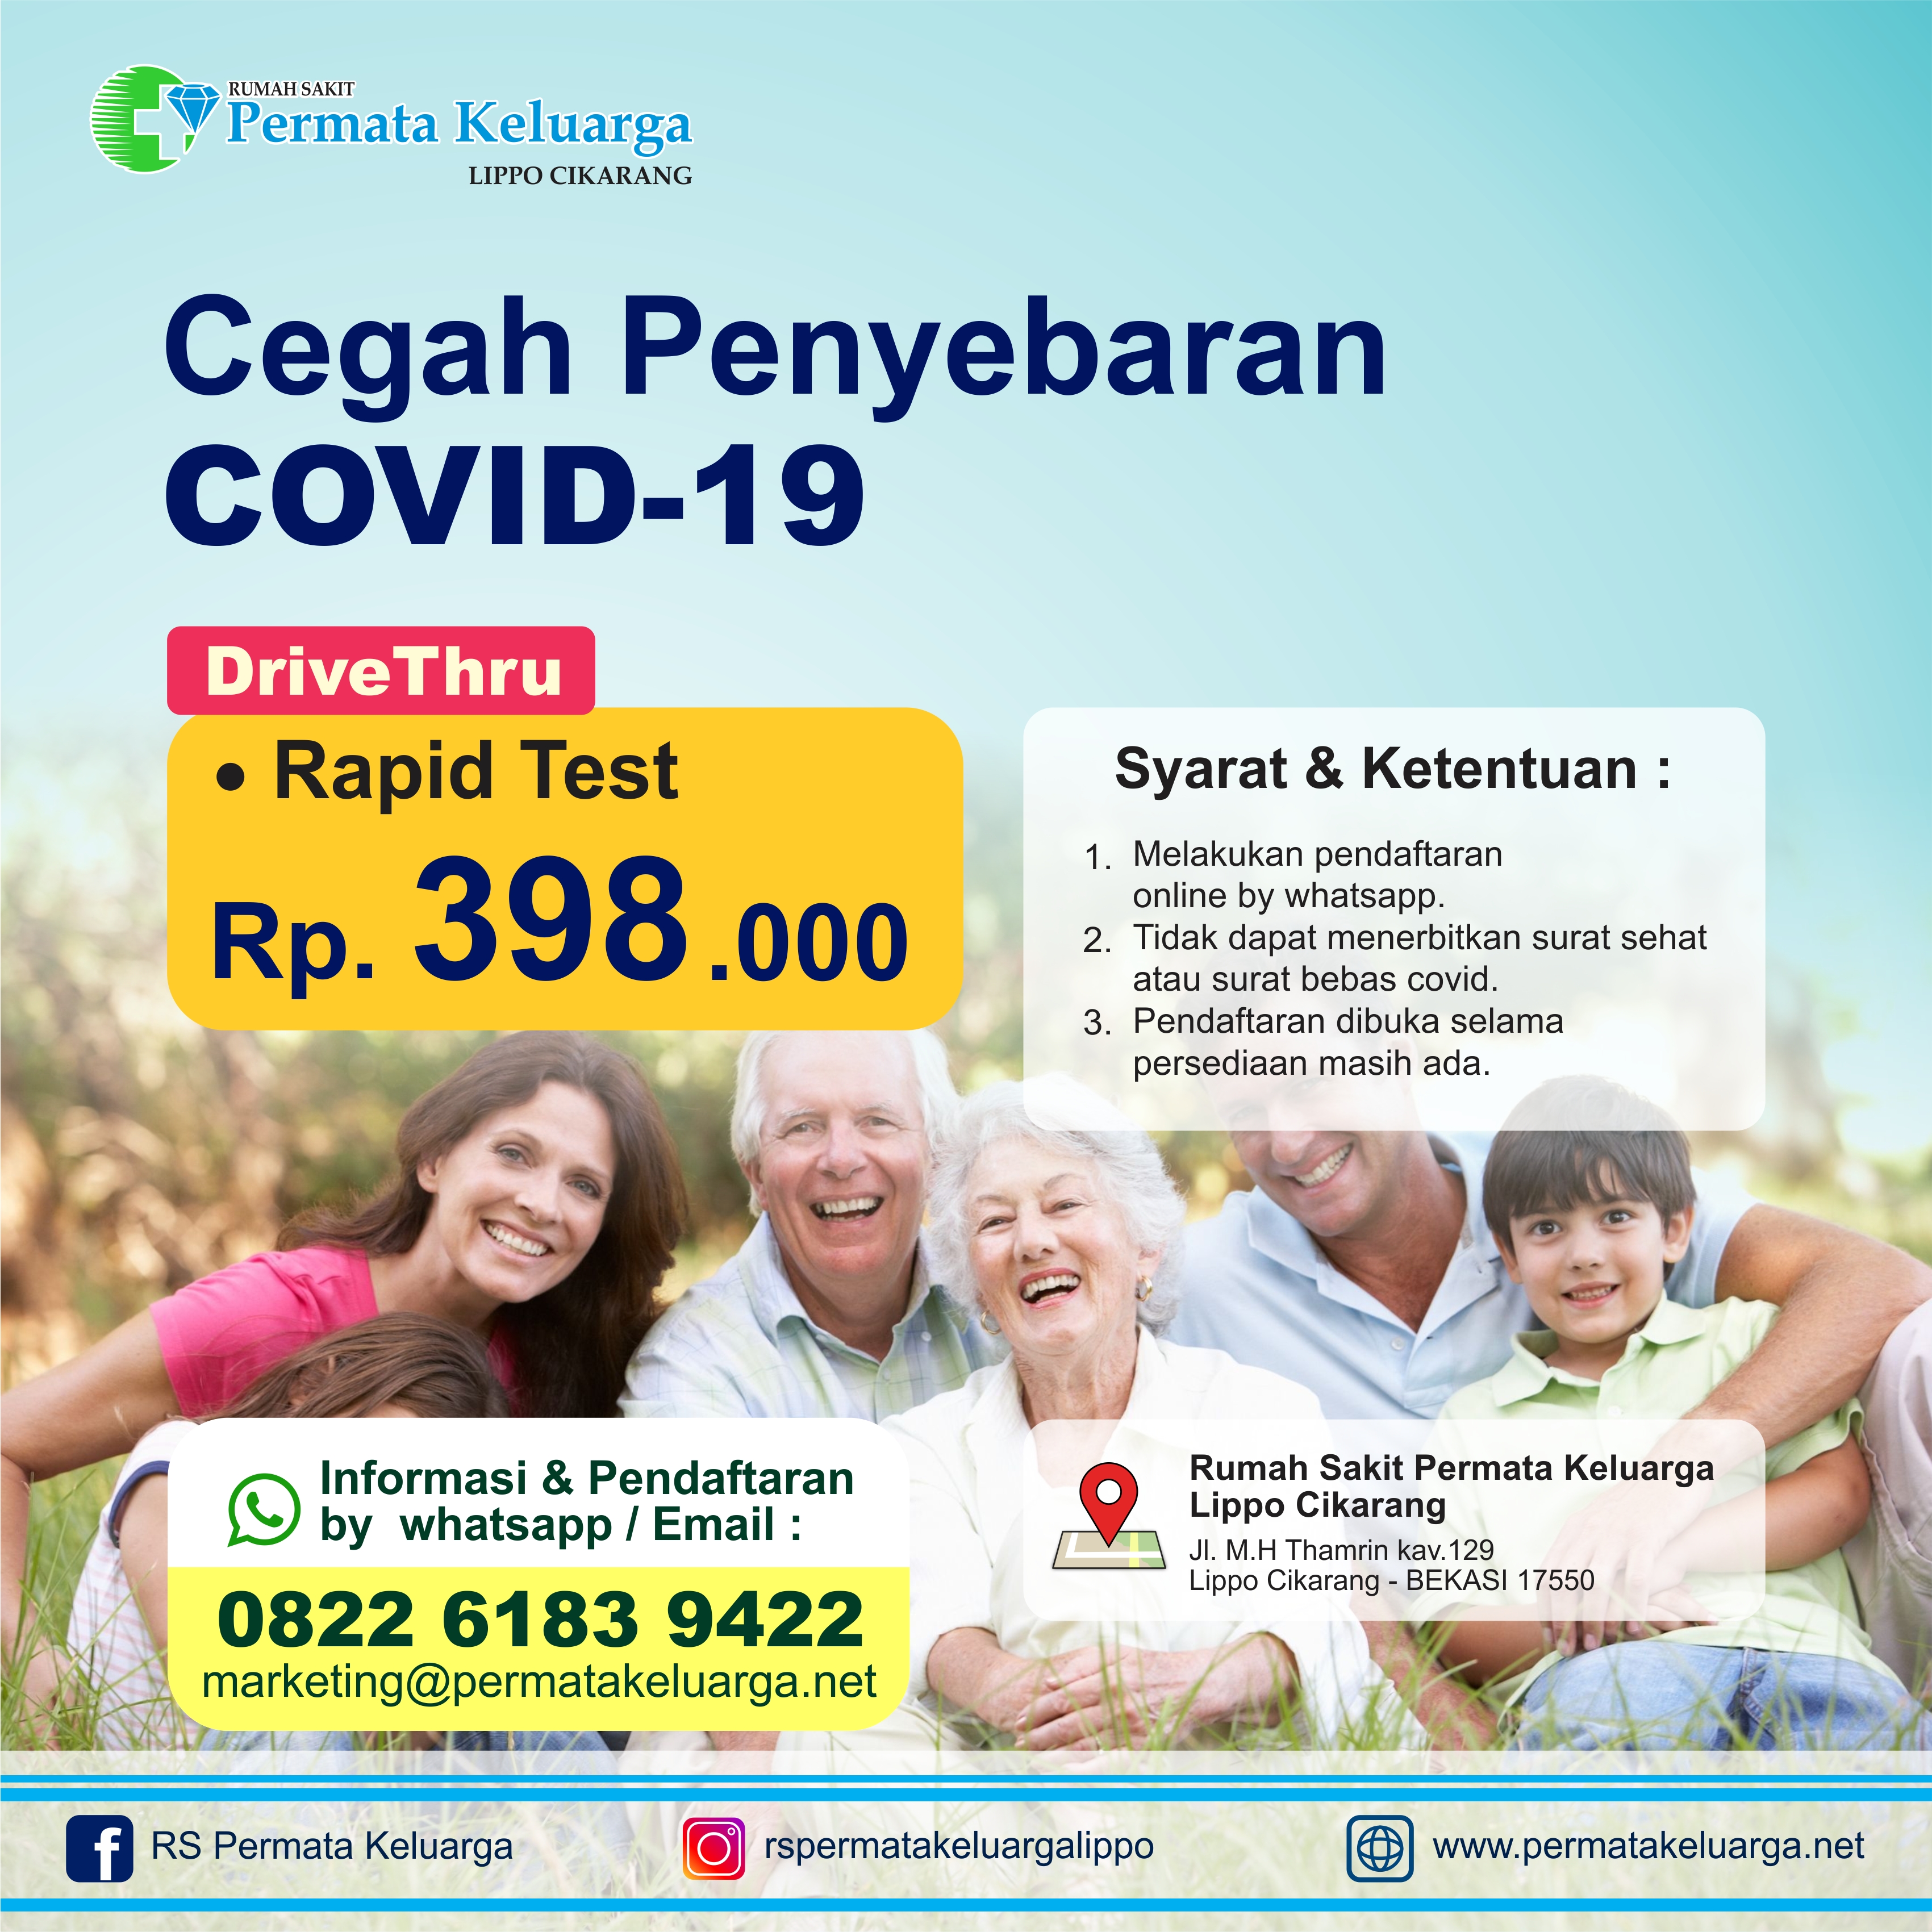 RUMAH SAKIT
Permata Keluarga
LIPPO CIKARANG
Cegah Penyebaran
COVID-19
DriveThru
• Rapid Test
Rp. 398.000
Syarat & Ketentuan :
1. Melakukan pendaftaran
online by whatsapp.
2. Tidak dapat menerbitkan surat sehat
atau surat bebas covid.
3. Pendaftaran dibuka selama
persediaan masih ada.
Informasi & Pendaftaran
by whatsapp / Email :
0822 6183 9422
marketing@permatakeluarga.net
Rumah Sakit Permata Keluarga
Lippo Cikarang
Jl. M.H Thamrin kav.129
Lippo Cikarang - BEKASI 17550
RS Permata Keluarga
rspermatakeluargalippo
www.permatakeluarga.net